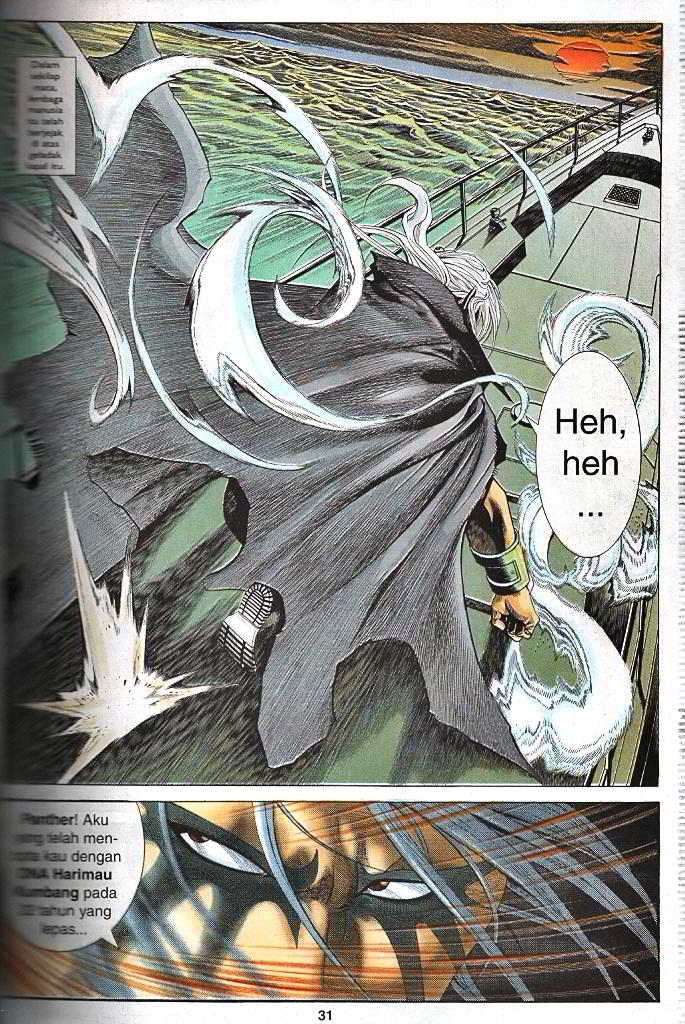 Dalam
sekilap
mata,
lembaga
itu telah
berjejak
di atas
geladak
kapal itu.
Heh,
heh
...
Panther! Aku
yang telah men-
kau dengan
DNA Harimau
Kumbang pada
tahun yang
lepas...
31